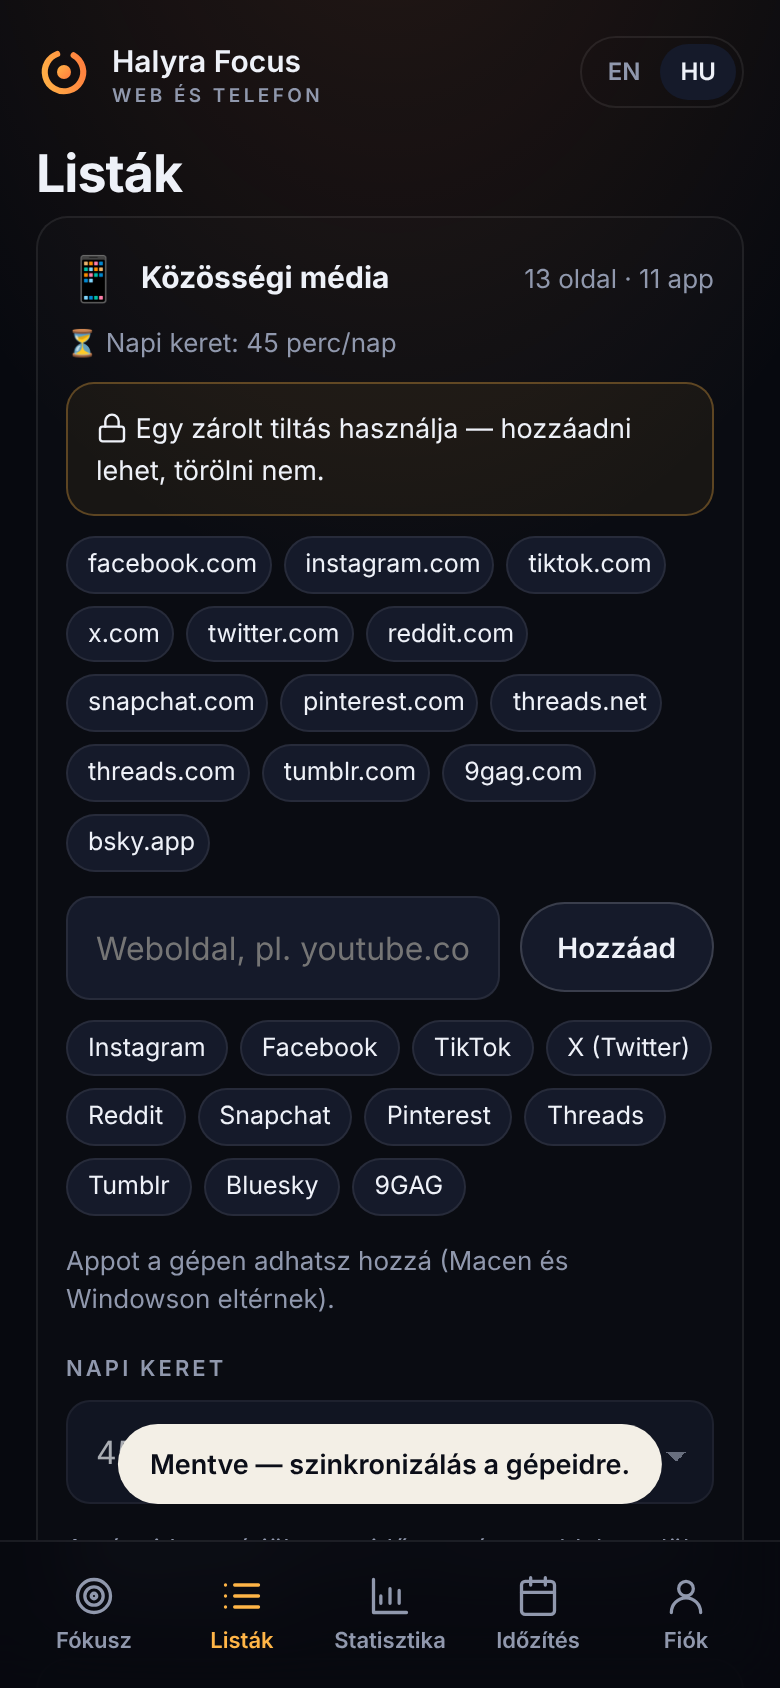 Halyra Focus
WEB ÉS TELEFON
EN HU
Listák
Közösségi média 13 oldal · 11 app
Napi keret: 45 perc/nap
Egy zárolt tiltás használja — hozzáadni
lehet, törölni nem.
facebook.com instagram.com tiktok.com
x.com twitter.com reddit.com
snapchat.com pinterest.com threads.net
threads.com tumblr.com 9gag.com
bsky.app
Weboldal, pl. youtube.co Hozzáad
Instagram Facebook TikTok X (Twitter)
Reddit Snapchat Pinterest Threads
Tumblr Bluesky 9GAG
Appot a gépen adhatsz hozzá (Macen és
Windowson eltérnek).
NAPI KERET
Mentve — szinkronizálás a gépeidre.
Fókusz Listák Statisztika Időzítés Fiók